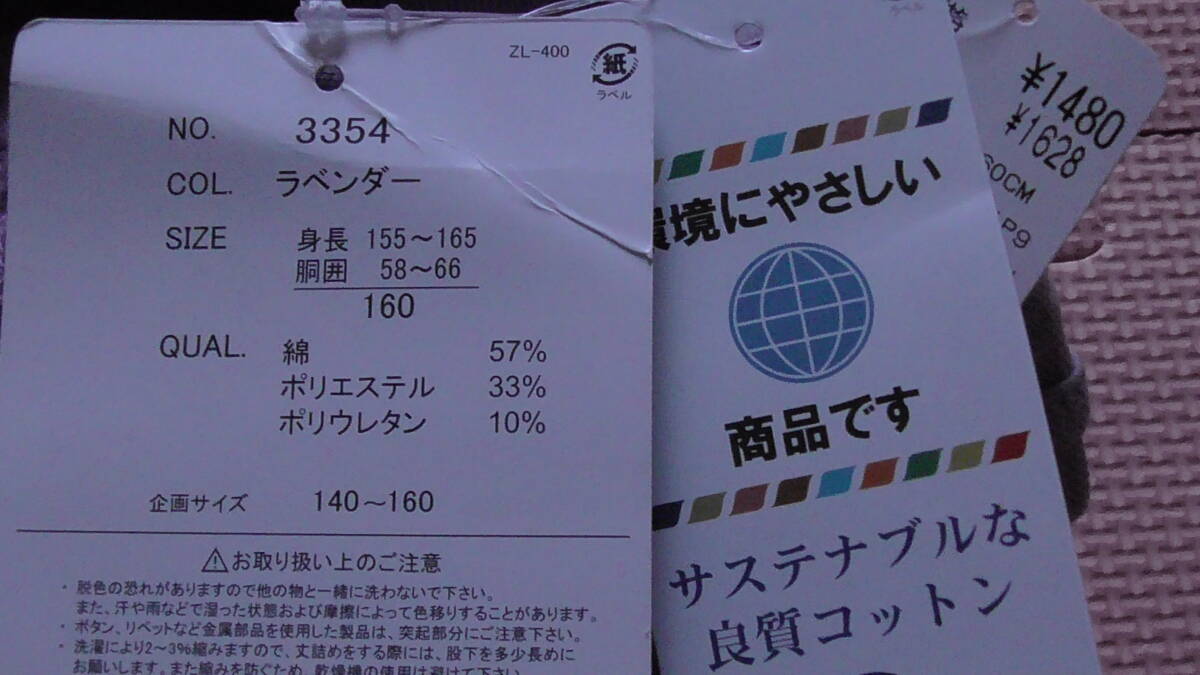 ZL-400
紙
ラベル
NO. 3354
COL. ラベンダー
SIZE 身長 155～165
胴囲 58～66
160
QUAL. 綿 57%
ポリエステル 33%
ポリウレタン 10%
企画サイズ 140～160
⚠お取り扱い上のご注意
・脱色の恐れがありますので他の物と一緒に洗わないで下さい。
また、汗や雨などで湿った状態および摩擦によって色移りすることがあります。
・ボタン、リベットなど金属部品を使用した製品は、突起部分にご注意下さい。
・洗濯により2～3%縮みますので、丈詰めをする際には、股下を多少長めに
お願いします。また縮みを防ぐため、乾燥機の使用は避けて下さい。
ラベル
環境にやさしい
商品です
サステナブルな
良質コットン
¥1480
¥1628
60CM
P9